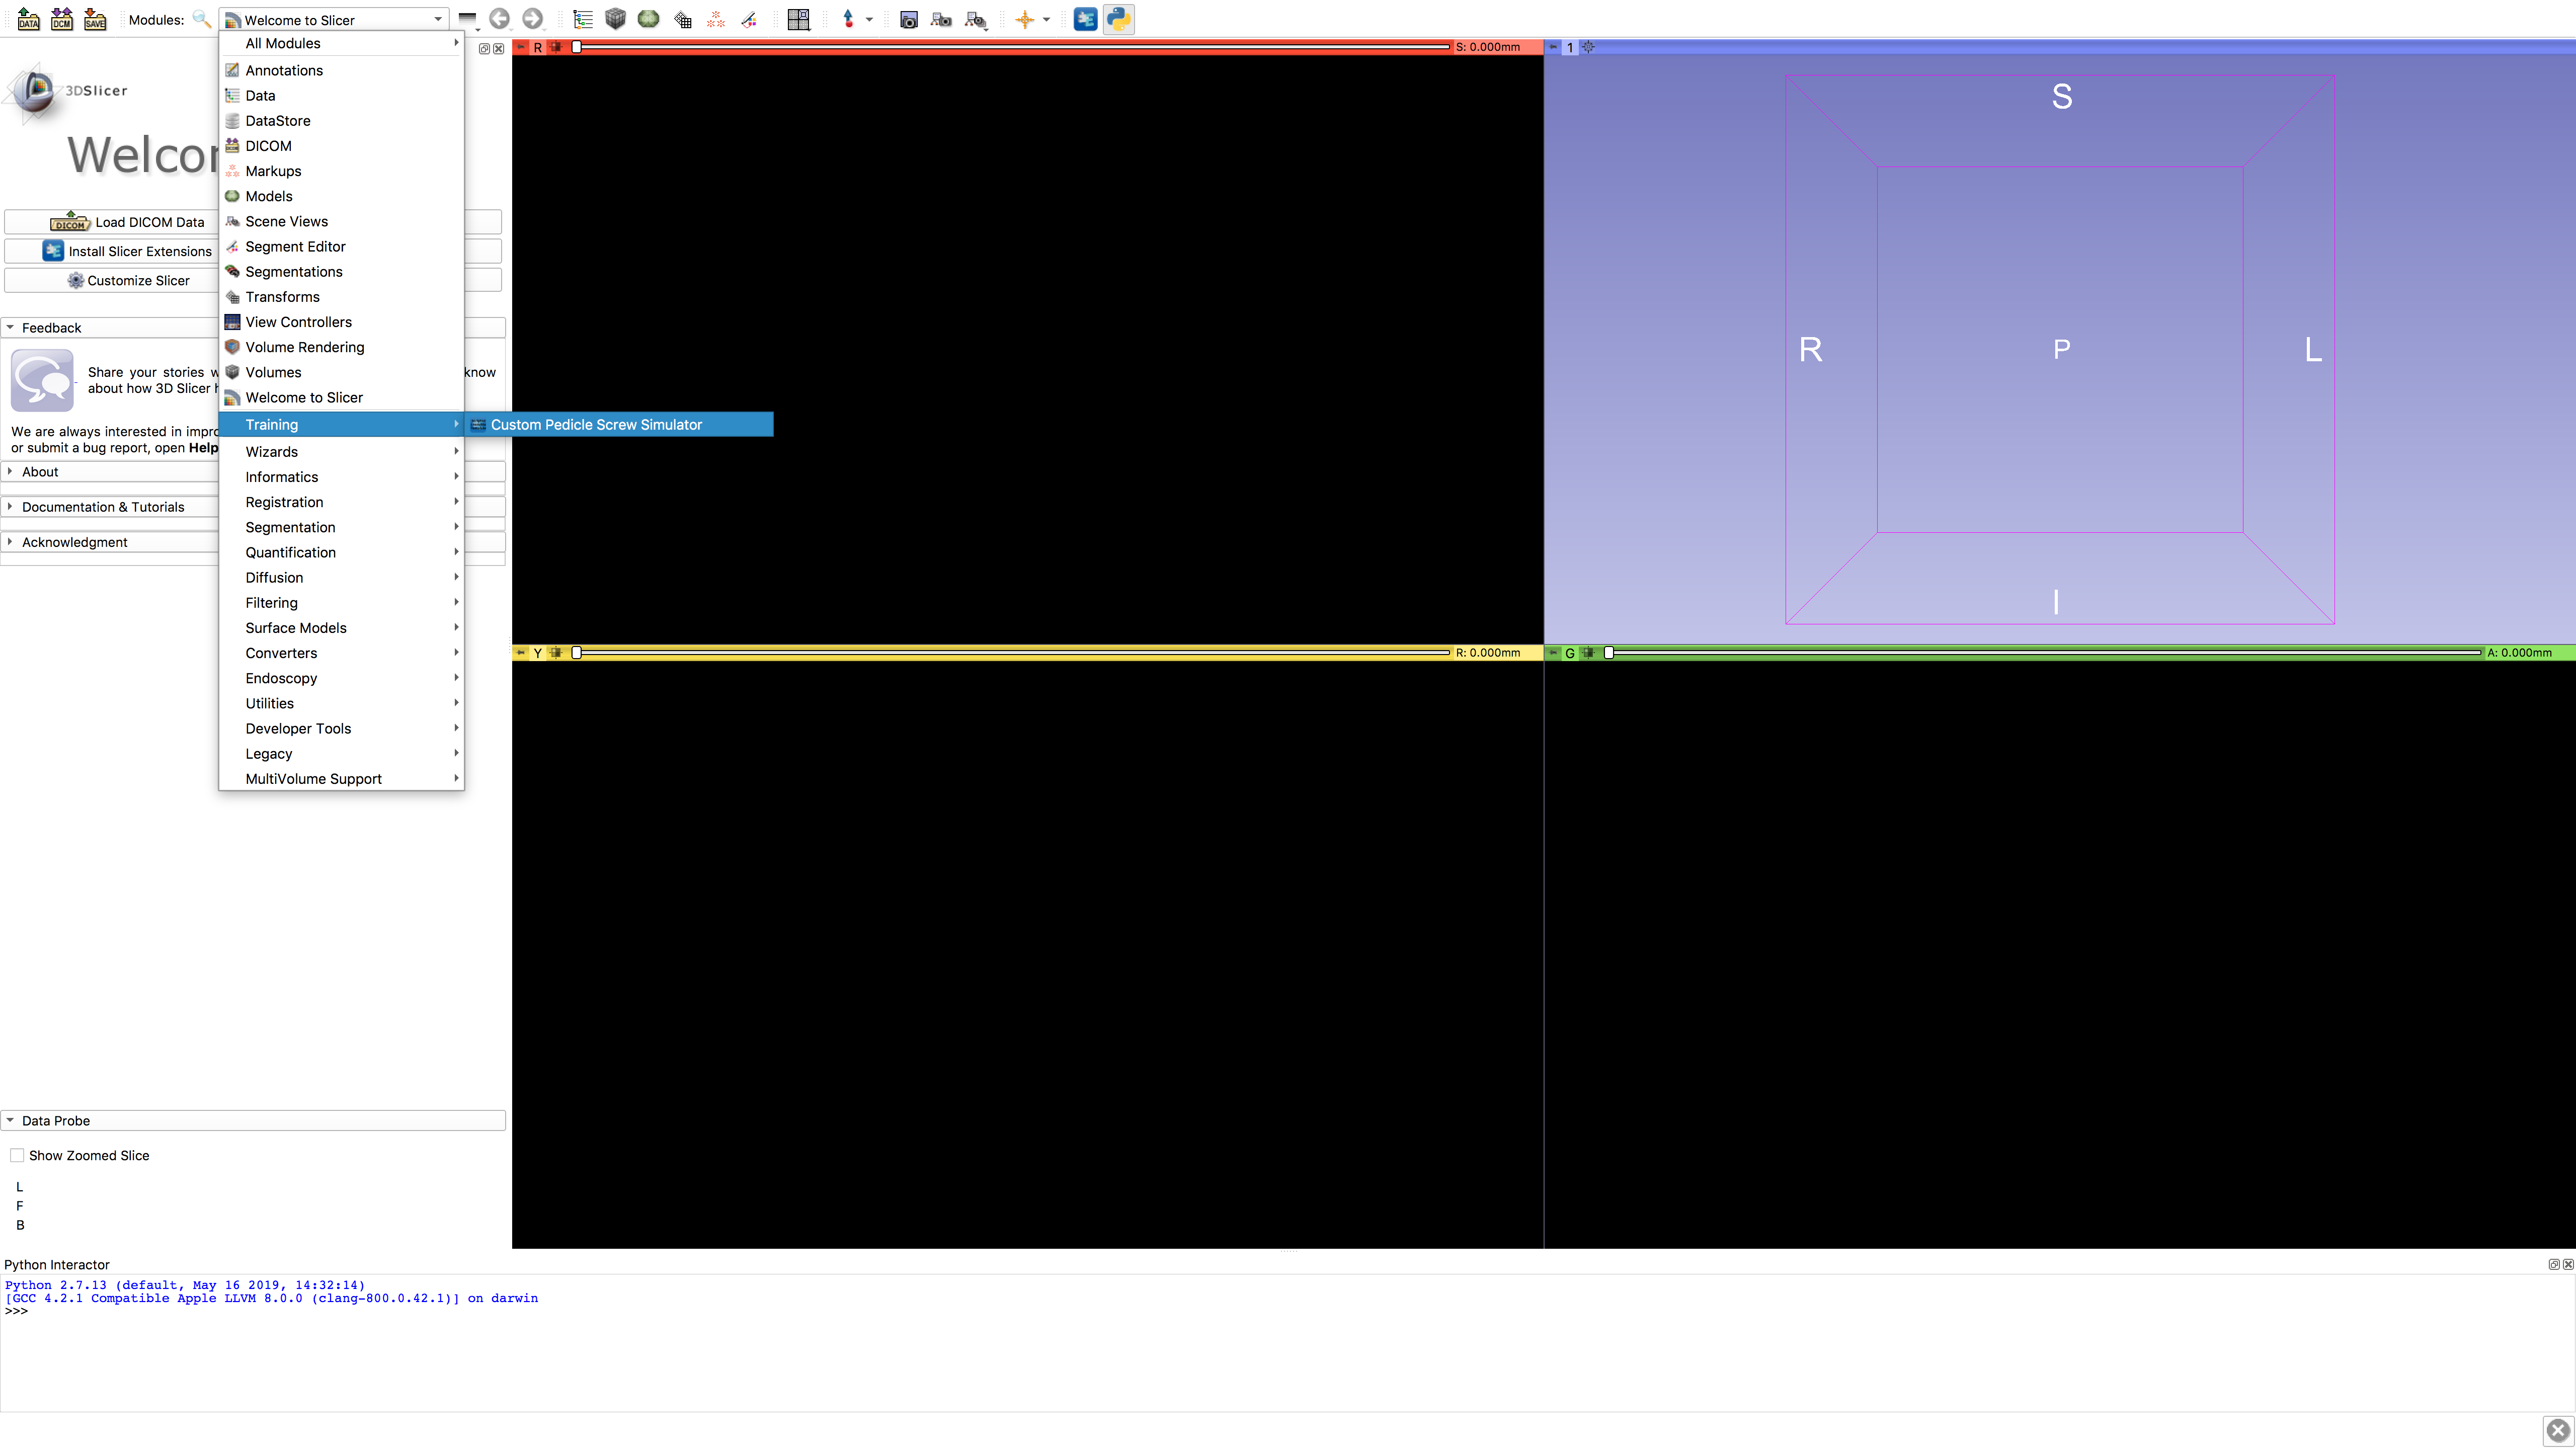 DATA
DCM
SAVE
Modules:
Welcome to Slicer
All Modules
Annotations
Data
DataStore
DICOM
Markups
Models
Scene Views
Segment Editor
Segmentations
Transforms
View Controllers
Volume Rendering
Volumes
Welcome to Slicer
Training
Custom Pedicle Screw Simulator
Wizards
Informatics
Registration
Segmentation
Quantification
Diffusion
Filtering
Surface Models
Converters
Endoscopy
Utilities
Developer Tools
Legacy
MultiVolume Support
3DSlicer
Welcor
DICOM Load DICOM Data
Install Slicer Extensions
Customize Slicer
Feedback
Share your stories w know
about how 3D Slicer h
We are always interested in impro
or submit a bug report, open Help
About
Documentation & Tutorials
Acknowledgment
Data Probe
Show Zoomed Slice
L
F
B
R
S: 0.000mm
1
S
R
P
L
I
Y
R: 0.000mm
G
A: 0.000mm
Python Interactor
Python 2.7.13 (default, May 16 2019, 14:32:14)
[GCC 4.2.1 Compatible Apple LLVM 8.0.0 (clang-800.0.42.1)] on darwin
>>>